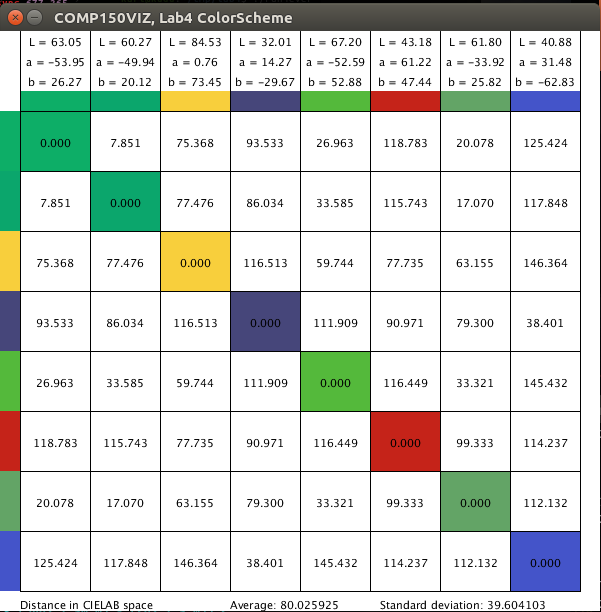 COMP150VIZ, Lab4 ColorScheme
L = 63.05 L = 60.27 L = 84.53 L = 32.01 L = 67.20 L = 43.18 L = 61.80 L = 40.88
a = −53.95 a = −49.94 a = 0.76 a = 14.27 a = −52.59 a = 61.22 a = −33.92 a = 31.48
b = 26.27 b = 20.12 b = 73.45 b = −29.67 b = 52.88 b = 47.44 b = 25.82 b = −62.83
0.000 7.851 75.368 93.533 26.963 118.783 20.078 125.424
7.851 0.000 77.476 86.034 33.585 115.743 17.070 117.848
75.368 77.476 0.000 116.513 59.744 77.735 63.155 146.364
93.533 86.034 116.513 0.000 111.909 90.971 79.300 38.401
26.963 33.585 59.744 111.909 0.000 116.449 33.321 145.432
118.783 115.743 77.735 90.971 116.449 0.000 99.333 114.237
20.078 17.070 63.155 79.300 33.321 99.333 0.000 112.132
125.424 117.848 146.364 38.401 145.432 114.237 112.132 0.000
Distance in CIELAB space Average: 80.025925 Standard deviation: 39.604103